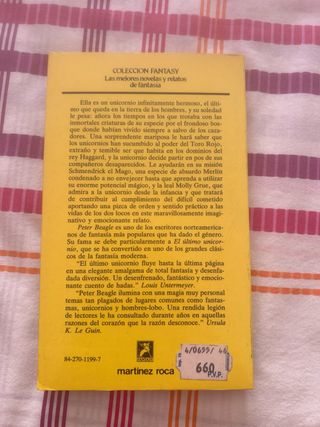 COLECCION FANTASY
Las mejores novelas y relatos
de fantasía
Ella es un unicornio infinitamente hermoso, el últi-
mo que queda en la tierra de los hombres, y su soledad
le pesa: añora los tiempos en los que trotaba con las
inmortales criaturas de su especie por el frondoso bos-
que donde habían vivido siempre a salvo de los caza-
dores. Una sorprendente mariposa le hará saber que
los unicornios han sucumbido al poder del Toro Rojo,
extraño y temible ser que habita en los dominios del
rey Haggard, y la unicornio decide partir en pos de sus
compañeros desaparecidos. Le ayudarán en su misión
Schmendrick el Mago, una especie de absurdo Merlín
condenado a no envejecer hasta que aprenda a utilizar
su enorme potencial mágico, y la leal Molly Grue, que
admira a la unicornio desde la infancia y que tratará
de contribuir al cumplimiento del difícil cometido
aportando una pizca de orden y sentido práctico a las
vidas de los dos locos en este maravillosamente imagi-
nativo y emocionante relato.
Peter Beagle es uno de los escritores norteamerica-
nos de fantasía más populares que ha dado el género.
Su fama se debe particularmente a El último unicor-
nio, que se ha convertido en uno de los grandes clási-
cos de la fantasía moderna.
"El último unicornio fluye hasta la última página
en una elegante amalgama de total fantasía y desenfa-
dada diversión. Un desenfrenado, fantástico y emocio-
nante cuento de hadas." Louis Untermeyer.
"Peter Beagle ilumina con una magia muy personal
temas tan plagados de lugares comunes como fantas-
mas, unicornios y hombres-lobo. Una rendida legión
de lectores le ha consultado durante años en aquellas
razones del corazón que la razón desconoce." Ursula
K. Le Guin.
84-270-1199-7
FANTASY
martínez roca
4/0699/ 46
660
P.V.P.